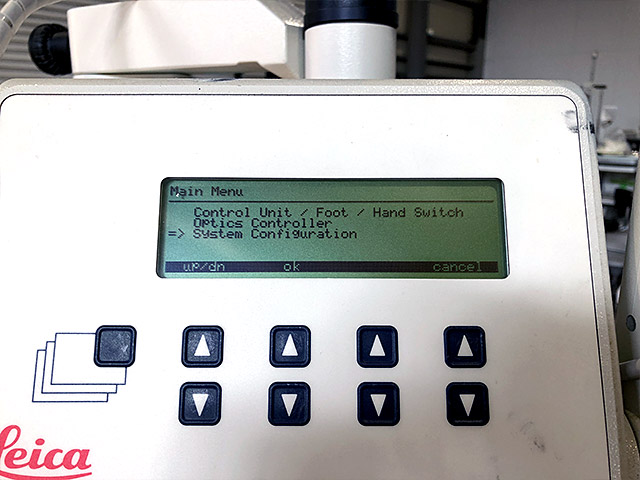 Main Menu
Control Unit / Foot / Hand Switch
Optics Controller
=> System Configuration
up/dn ok cancel
Leica